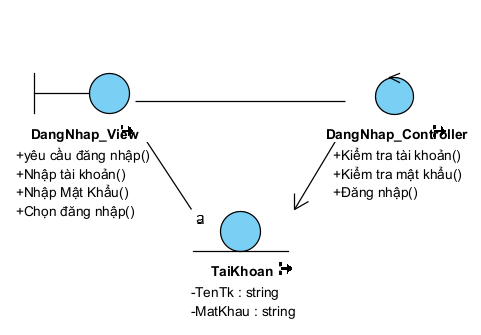 DangNhap_View
+yêu cầu đăng nhập()
+Nhập tài khoản()
+Nhập Mật Khẩu()
+Chọn đăng nhập()
DangNhap_Controller
+Kiểm tra tài khoản()
+Kiểm tra mật khẩu()
+Đăng nhập()
a
TaiKhoan
-TenTk : string
-MatKhau : string